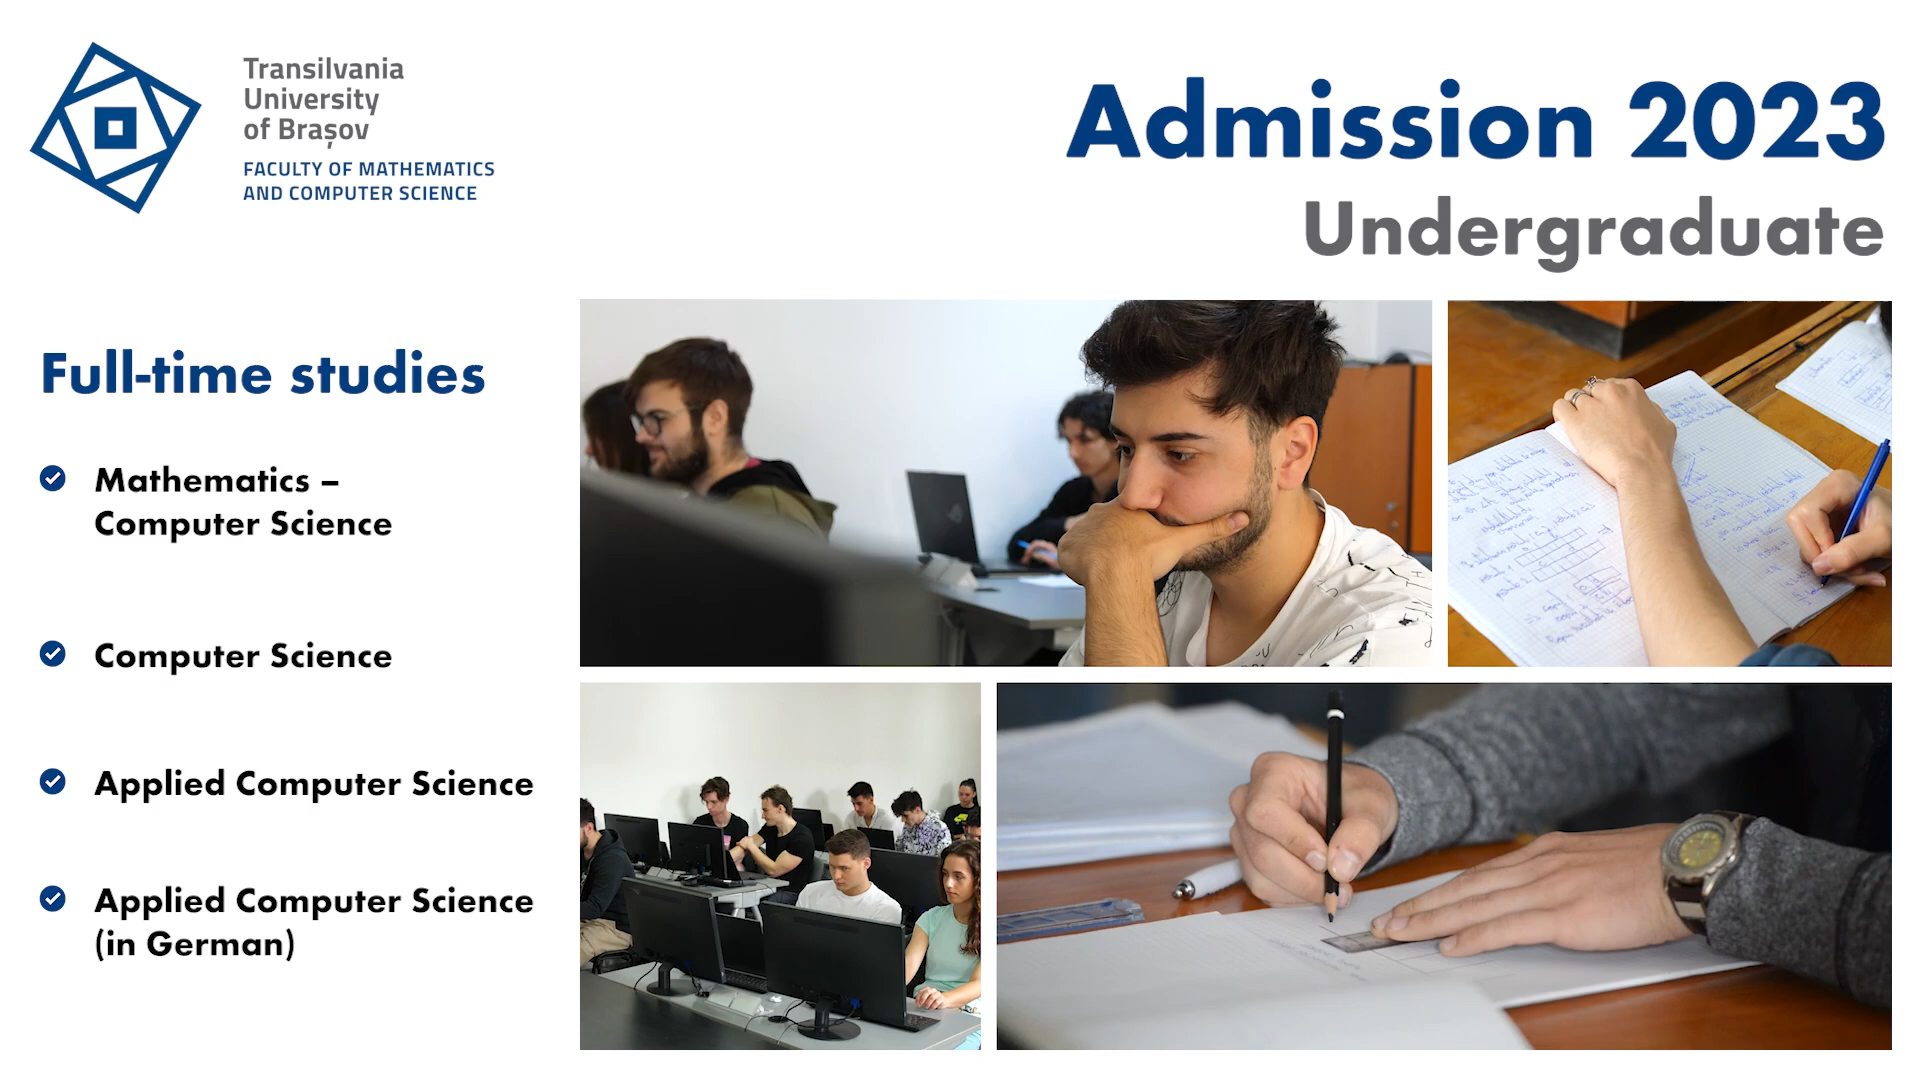 Transilvania
University
of Brașov
FACULTY OF MATHEMATICS
AND COMPUTER SCIENCE
Admission 2023
Undergraduate
Full-time studies
Mathematics –
Computer Science
Computer Science
Applied Computer Science
Applied Computer Science
(in German)